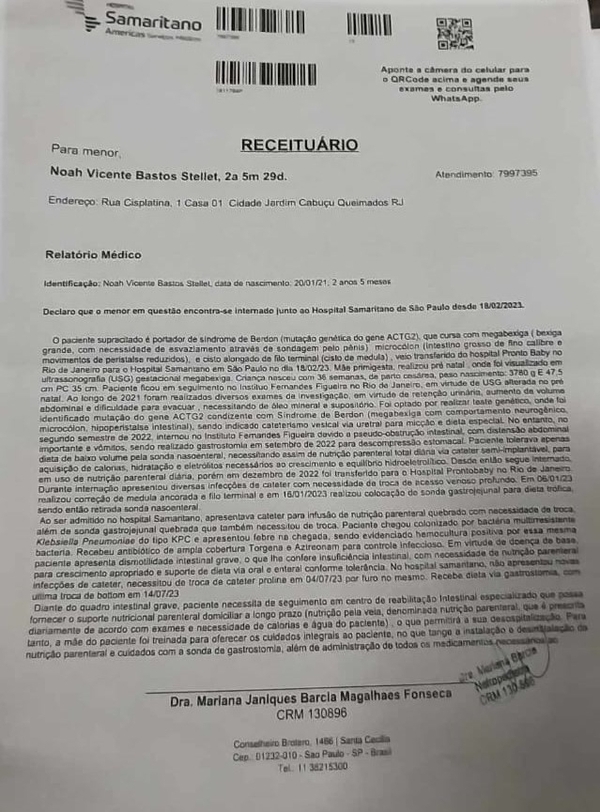 HOSPITAL
Samaritano
Americas Serviços Médicos
Aponte a câmera do celular para
o QRCode acima e agende seus
exames e consultas pelo
WhatsApp.
RECEITUÁRIO
Para menor,
Noah Vicente Bastos Stellet, 2a 5m 29d.
Atendimento: 7997395
Endereço: Rua Cisplatina, 1 Casa 01 Cidade Jardim Cabuçu Queimados RJ
Relatório Médico
Identificação: Noah Vicente Bastos Stellet, data de nascimento: 20/01/21; 2 anos 5 meses
Declaro que o menor em questão encontra-se internado junto ao Hospital Samaritano de São Paulo desde 18/02/2023.
O paciente supracitado é portador de síndrome de Berdon (mutação genética do gene ACTG2), que cursa com megabexiga ( bexiga
grande, com necessidade de esvaziamento através de sondagem pelo pênis) microcólon (intestino grosso de fino calibre e
movimentos de peristalse reduzidos), e cisto alongado de filo terminal (cisto de medula) , veio transferido do hospital Pronto Baby no
Rio de Janeiro para o Hospital Samaritano em São Paulo no dia 18/02/23. Mãe primigesta, realizou pré natal , onde foi visualizado em
ultrassonografia (USG) gestacional megabexiga. Criança nasceu com 36 semanas, de parto cesárea, peso nascimento: 3780 g E 47,5
cm PC 35 cm. Paciente ficou em seguimento no Instituo Fernandes Figueira no Rio de Janeiro, em virtude de USG alterada no pré
natal. Ao longo de 2021 foram realizados diversos exames de investigação, em virtude de retenção urinária, aumento de volume
abdominal e dificuldade para evacuar , necessitando de óleo mineral e supositório. Foi optado por realizar teste genético, onde foi
identificado mutação do gene ACTG2 condizente com Síndrome de Berdon (megabexiga com comportamento neurogênico,
microcólon, hipoperistalse intestinal), sendo indicado cateterismo vesical via uretral para micção e dieta especial. No entanto, no
segundo semestre de 2022, internou no Instituto Fernandes Figueira devido a pseudo-obstrução intestinal, com distensão abdominal
importante e vômitos, sendo realizado gastrostomia em setembro de 2022 para descompressão estomacal. Paciente tolerava apenas
dieta de baixo volume pela sonda nasoenteral, necessitando assim de nutrição parenteral total diária via cateter semi-implantável, para
aquisição de calorias, hidratação e eletrólitos necessários ao crescimento e equilíbrio hidroeletrolítico. Desde então segue internado,
em uso de nutrição parenteral diária, porém em dezembro de 2022 foi transferido para o Hospital Prontobaby no Rio de Janeiro.
Durante internação apresentou diversas infecções de cateter com necessidade de troca de acesso venoso profundo. Em 06/01/23
realizou correção de medula ancorada e filo terminal e em 16/01/2023 realizou colocação de sonda gastrojejunal para dieta trófica,
sendo então retirada sonda nasoenteral.
Ao ser admitido no hospital Samaritano, apresentava cateter para infusão de nutrição parenteral quebrado com necessidade de troca,
além de sonda gastrojejunal quebrada que também necessitou de troca. Paciente chegou colonizado por bactéria multirresistente
Klebsiella Pneumoniae do tipo KPC e apresentou febre na chegada, sendo evidenciado hemocultura positiva por essa mesma
bacteria. Recebeu antibiótico de ampla cobertura Torgena e Aztreonam para controle infeccioso. Em virtude de doença de base,
paciente apresenta dismotilidade intestinal grave, o que lhe confere insuficiência intestinal, com necessidade de nutrição parenteral
para crescimento apropriado e suporte de dieta via oral e enteral conforme tolerância. No hospital samaritano, não apresentou novas
infecções de cateter, necessitou de troca de cateter proline em 04/07/23 por furo no mesmo. Recebe dieta via gastrostomia, com
ultima troca de bottom em 14/07/23
Diante do quadro intestinal grave, paciente necessita de seguimento em centro de reabilitação Intestinal especializado que possa
fornecer o suporte nutricional parenteral domiciliar a longo prazo (nutrição pela veia, denominada nutrição parenteral, que é prescrita
diariamente de acordo com exames e necessidade de calorias e água do paciente) , o que permitirá a sua desospitalização. Para
tanto, a mãe do paciente foi treinada para oferecer os cuidados integrais ao paciente, no que tange a instalação e desinstalação da
nutrição parenteral e cuidados com a sonda de gastrostomia, além de administração de todos os medicamentos necessários ao
Dra. Mariana Barcia
Nefropediatra
CRM 130.896
Dra. Mariana Janiques Barcia Magalhaes Fonseca
CRM 130896
Conselheiro Brotero, 1486 | Santa Cecilia
Cep.: 01232-010 - Sao Paulo - SP - Brasil
Tel.: 11 38215300